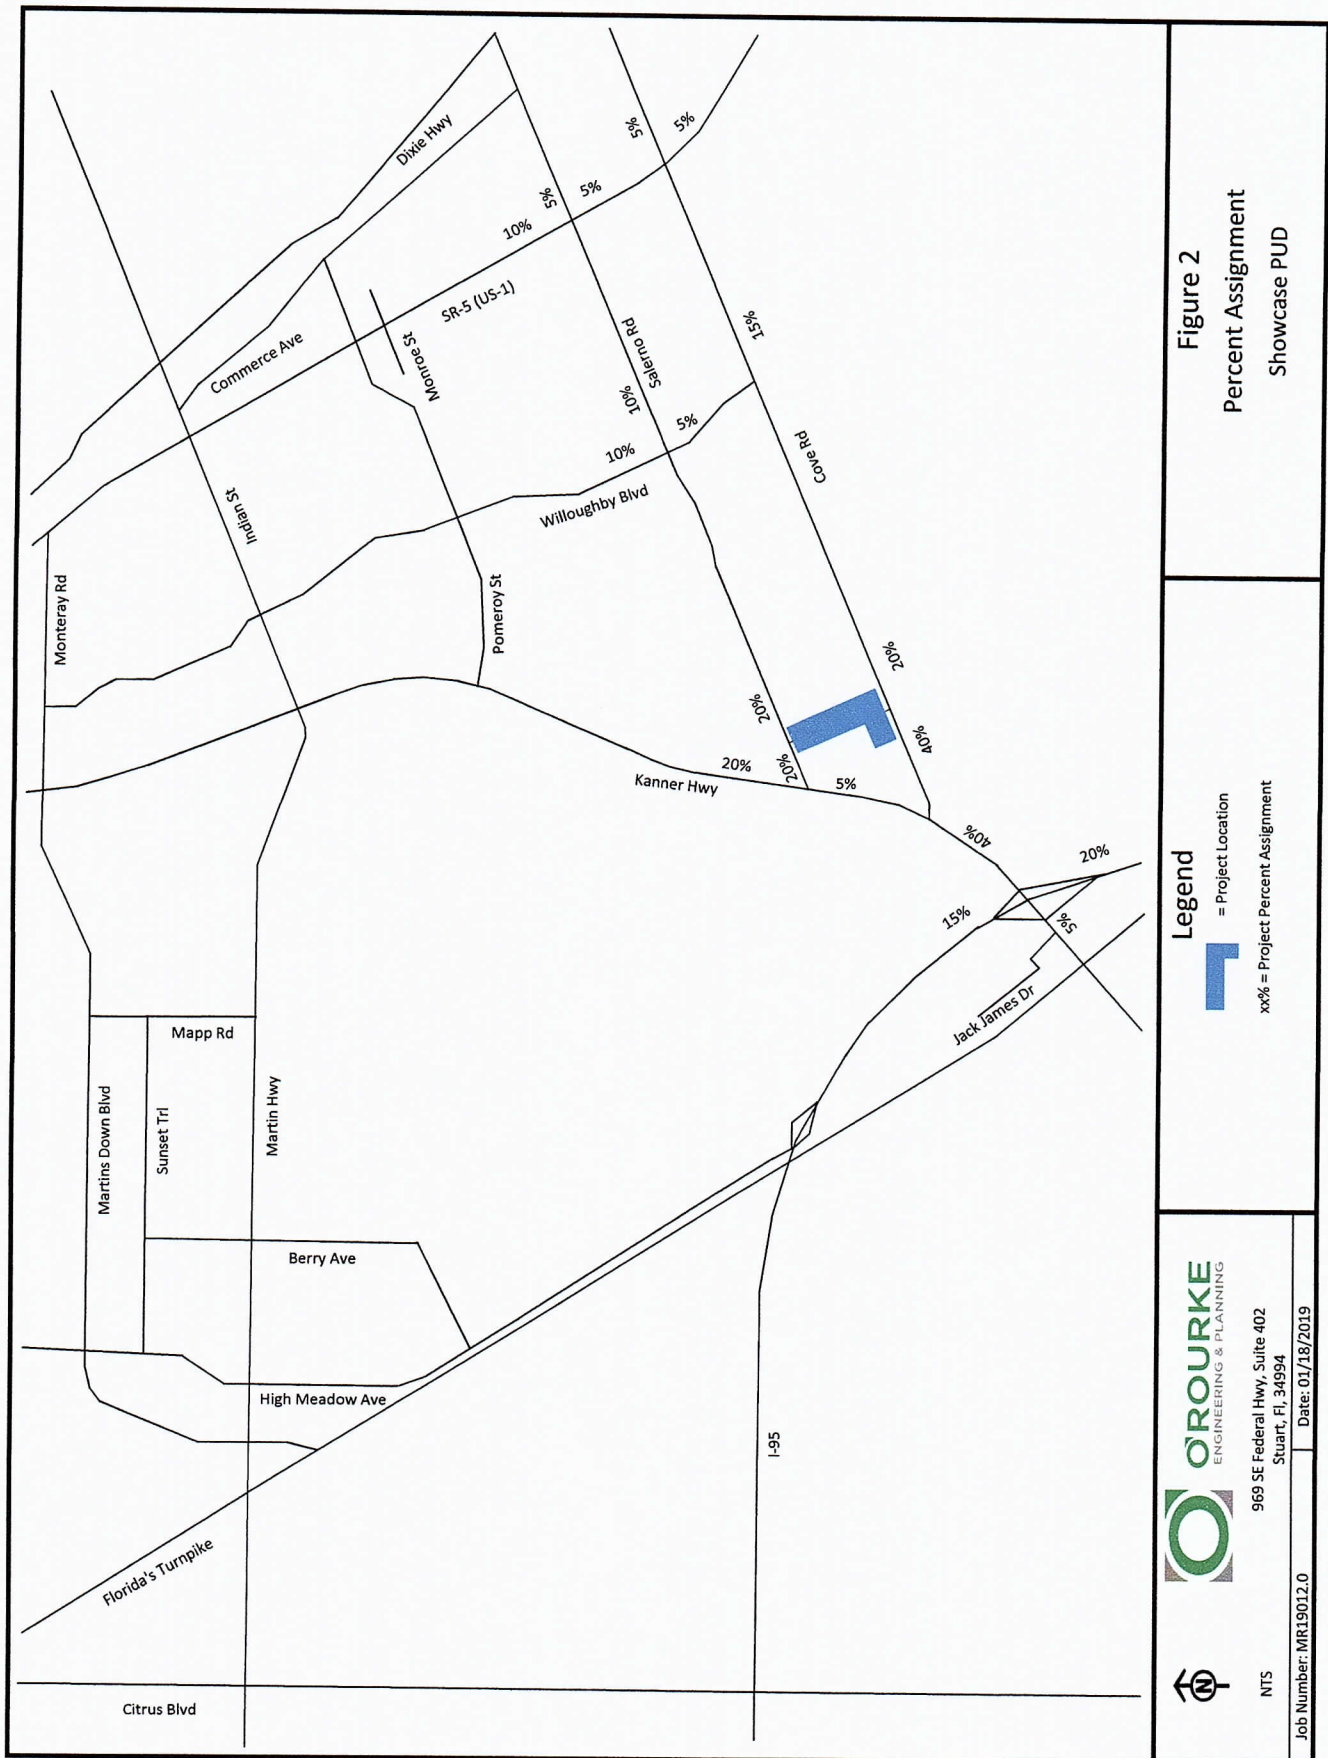 Monteray Rd
Indian St
Dixie Hwy
Commerce Ave
SR-5 (US-1)
Monroe St
Pomeroy St
Willoughby Blvd
Salerno Rd
Cove Rd
Kanner Hwy
10%
5%
5%
5%
5%
10%
10%
5%
15%
20%
20%
20%
5%
20%
40%
40%
15%
5%
20%
Mapp Rd
Martins Down Blvd
Sunset Trl
Martin Hwy
Berry Ave
High Meadow Ave
Jack James Dr
Florida's Turnpike
I-95
Citrus Blvd
N
NTS
O'ROURKE
ENGINEERING & PLANNING
969 SE Federal Hwy, Suite 402
Stuart, Fl, 34994
Job Number: MR19012.0
Date: 01/18/2019
Legend
= Project Location
xx% = Project Percent Assignment
Figure 2
Percent Assignment
Showcase PUD